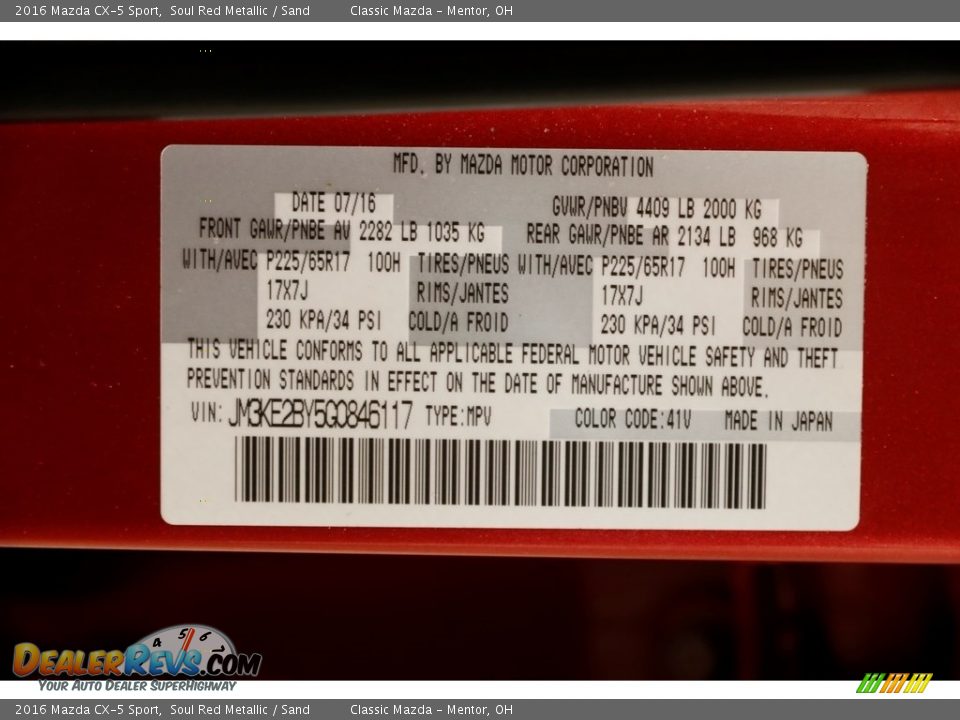 2016 Mazda CX-5 Sport,  Soul Red Metallic / Sand  Classic Mazda - Mentor, OH
MFD. BY MAZDA MOTOR CORPORATION
DATE 07/16  GVWR/PNBV 4409 LB 2000 KG
FRONT GAWR/PNBE AV 2282 LB 1035 KG  REAR GAWR/PNBE AR 2134 LB 968 KG
WITH/AVEC P225/65R17 100H TIRES/PNEUS WITH/AVEC P225/65R17 100H TIRES/PNEUS
17X7J RIMS/JANTES 17X7J RIMS/JANTES
230 KPA/34 PSI COLD/A FROID 230 KPA/34 PSI COLD/A FROID
THIS VEHICLE CONFORMS TO ALL APPLICABLE FEDERAL MOTOR VEHICLE SAFETY AND THEFT
PREVENTION STANDARDS IN EFFECT ON THE DATE OF MANUFACTURE SHOWN ABOVE.
VIN: JM3KE2BY5G0846117 TYPE:MPV COLOR CODE:41V MADE IN JAPAN
4 5 6 7
DEALERREVS.COM
YOUR AUTO DEALER SUPERHIGHWAY
2016 Mazda CX-5 Sport,  Soul Red Metallic / Sand  Classic Mazda - Mentor, OH